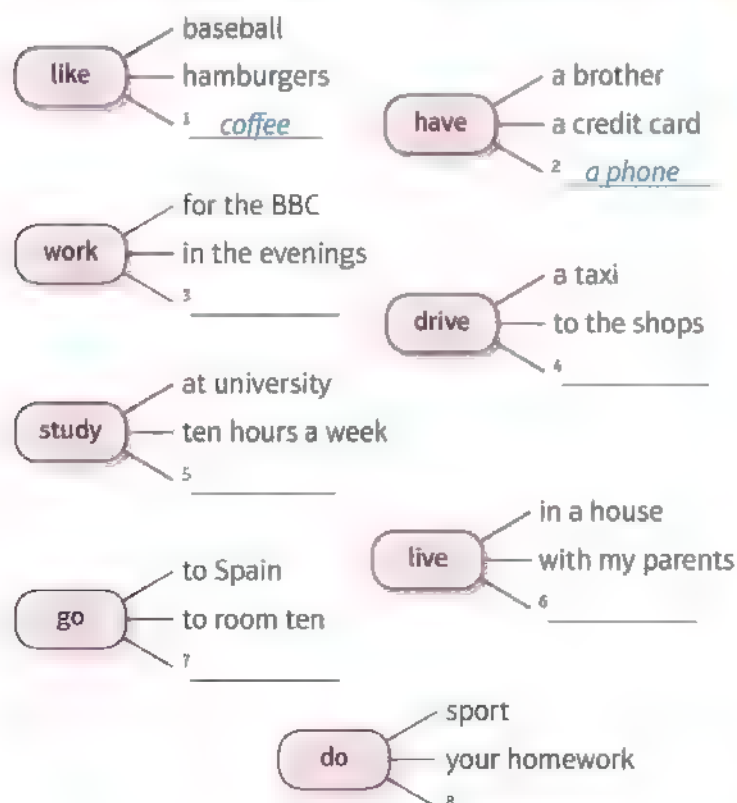 like
baseball
hamburgers
1 coffee
have
a brother
a credit card
2 a phone
work
for the BBC
in the evenings
3
drive
a taxi
to the shops
4
study
at university
ten hours a week
5
live
in a house
with my parents
6
go
to Spain
to room ten
7
do
sport
your homework
8